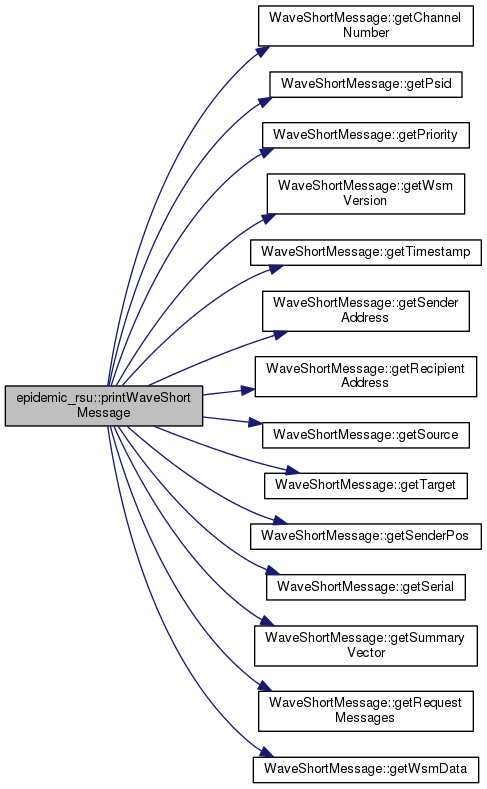 WaveShortMessage::getChannel
Number
WaveShortMessage::getPsid
WaveShortMessage::getPriority
WaveShortMessage::getWsm
Version
WaveShortMessage::getTimestamp
WaveShortMessage::getSender
Address
WaveShortMessage::getRecipient
Address
epidemic_rsu::printWaveShort
Message
WaveShortMessage::getSource
WaveShortMessage::getTarget
WaveShortMessage::getSenderPos
WaveShortMessage::getSerial
WaveShortMessage::getSummary
Vector
WaveShortMessage::getRequest
Messages
WaveShortMessage::getWsmData